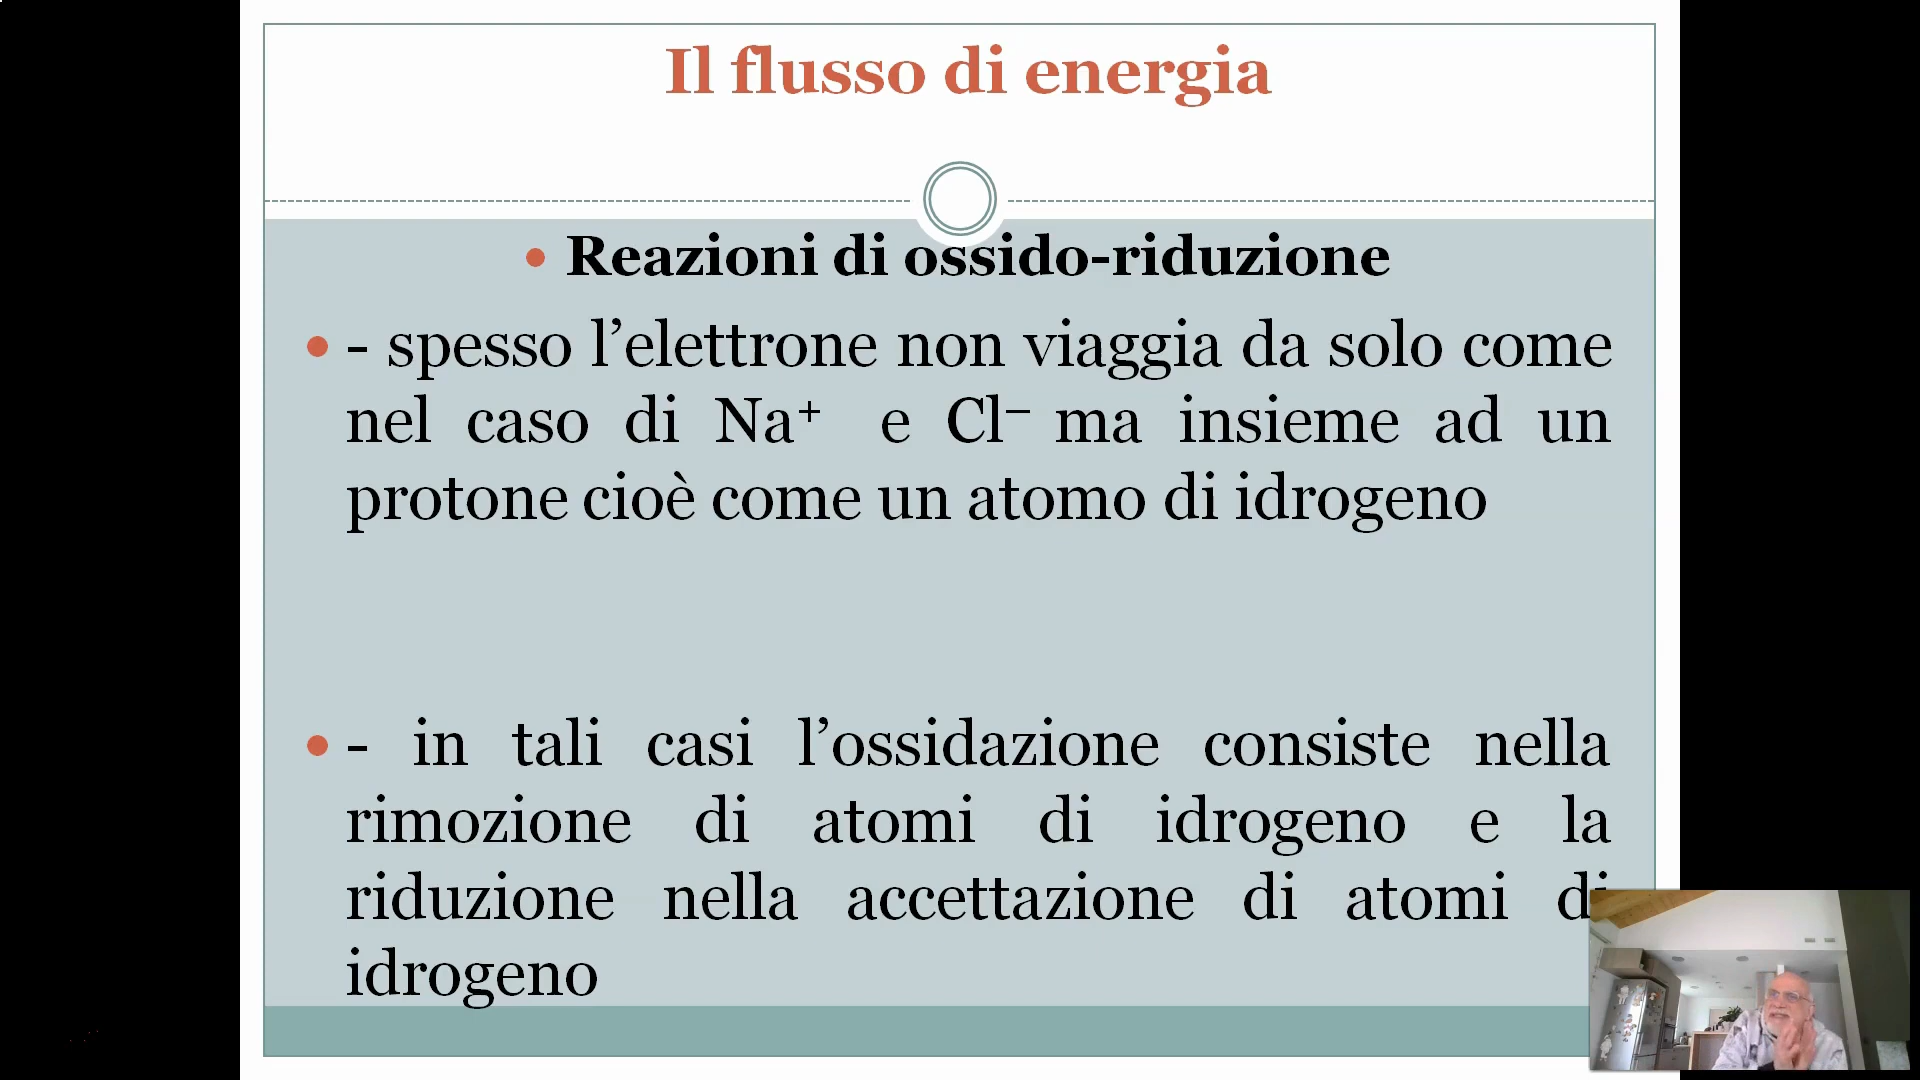 Il flusso di energia
Reazioni di ossido-riduzione
- spesso l’elettrone non viaggia da solo come
nel caso di Na⁺ e Cl⁻ ma insieme ad un
protone cioè come un atomo di idrogeno
- in tali casi l’ossidazione consiste nella
rimozione di atomi di idrogeno e la
riduzione nella accettazione di atomi di
idrogeno